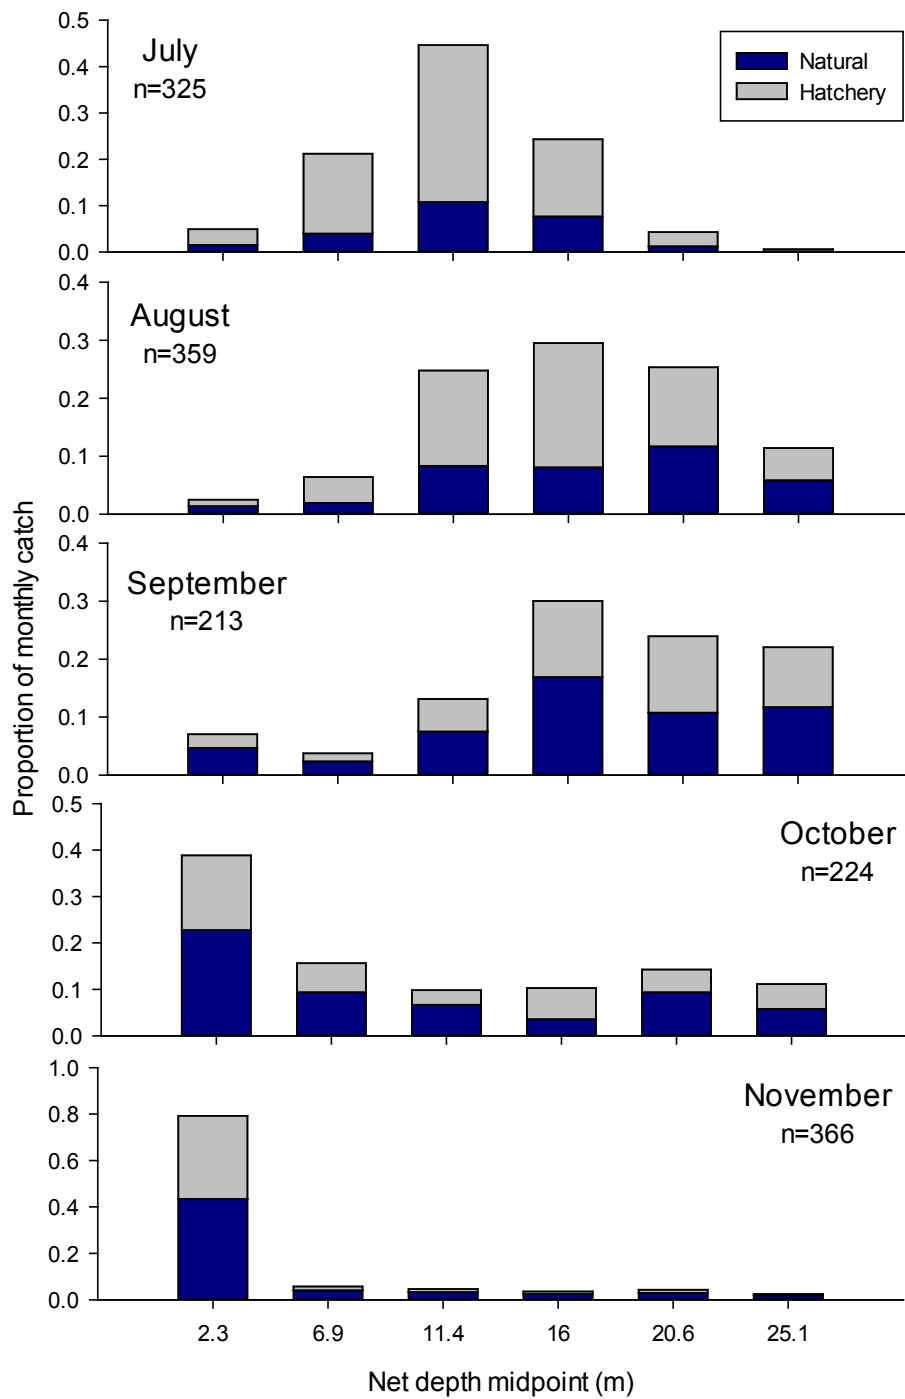 Proportion of monthly catch
0.5
0.4
0.3
0.2
0.1
0.0
July
n=325
Natural
Hatchery
0.4
0.3
0.2
0.1
0.0
August
n=359
0.4
0.3
0.2
0.1
0.0
September
n=213
0.5
0.4
0.3
0.2
0.1
0.0
October
n=224
1.0
0.8
0.6
0.4
0.2
0.0
November
n=366
2.3 6.9 11.4 16 20.6 25.1
Net depth midpoint (m)